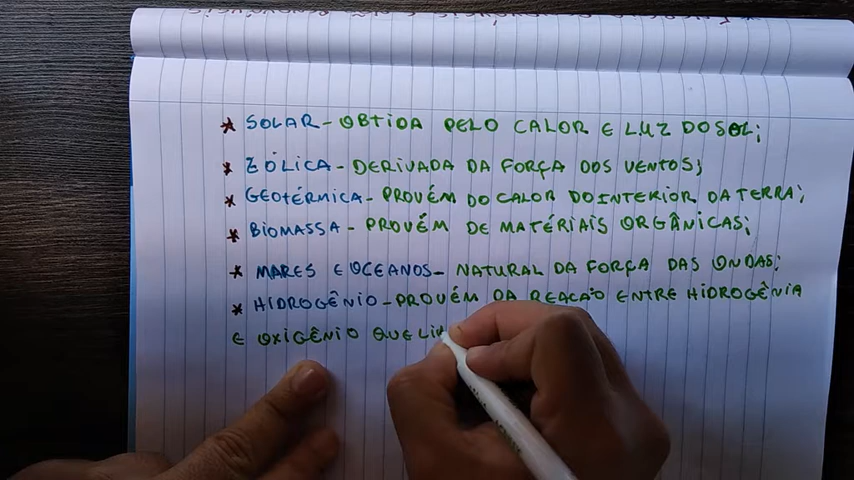 * SOLAR - OBTIDA PELO CALOR E LUZ DO SOL;
* ZÓLICA - DERIVADA DA FORÇA DOS VENTOS;
* GEOTÉRMICA - PROVÉM DO CALOR DO INTERIOR DA TERRA;
* BIOMASSA - PROVÉM DE MATÉRIAIS ORGÂNICAS;
* MARES E OCEANOS - NATURAL DA FORÇA DAS ONDAS;
* HIDROGÊNIO - PROVÉM DA REAÇÃO ENTRE HIDROGÊNIA
E OXIGÊNIO QUE